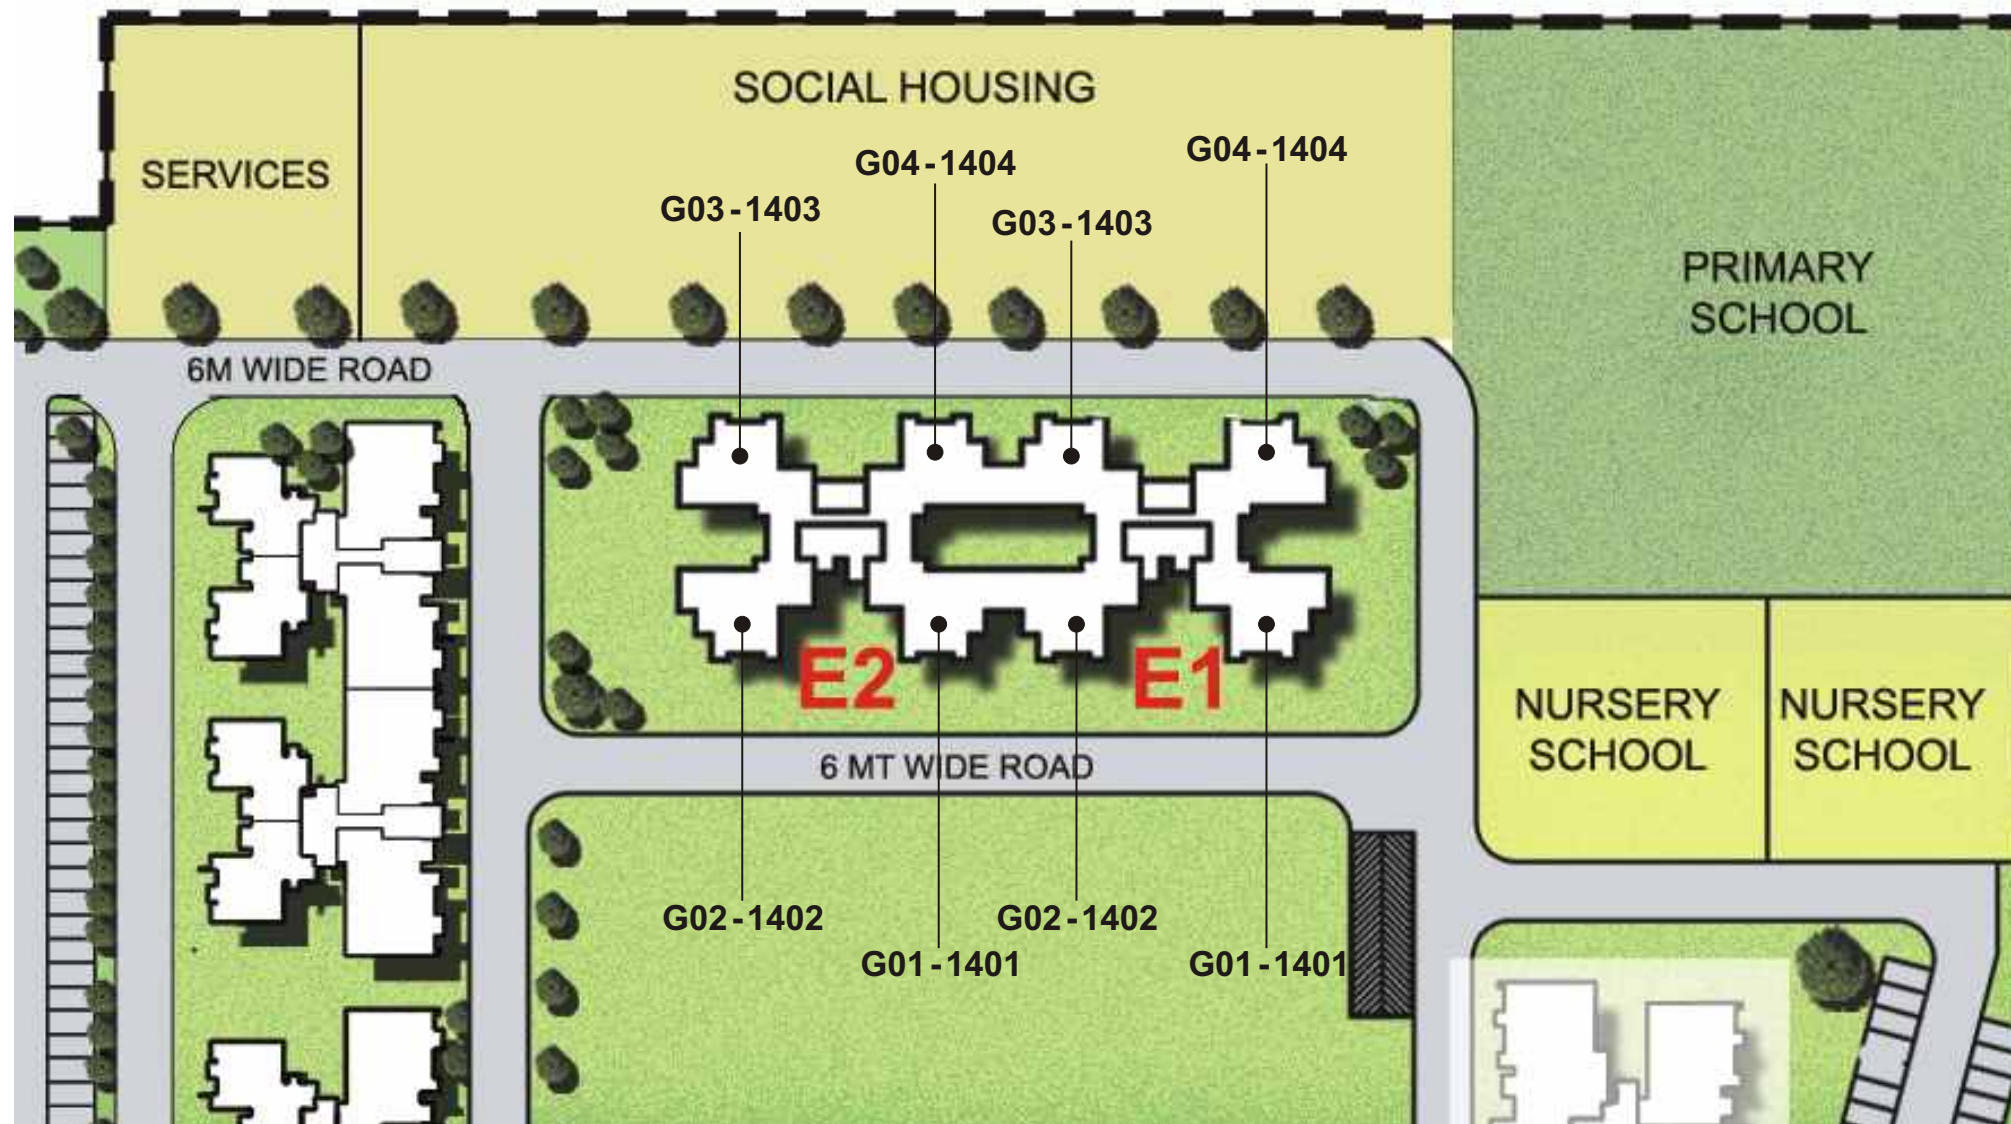 SOCIAL HOUSING
G04-1404
G04-1404
SERVICES
G03-1403
G03-1403
PRIMARY
SCHOOL
6M WIDE ROAD
E2
E1
NURSERY
SCHOOL
NURSERY
SCHOOL
6 MT WIDE ROAD
G02-1402
G02-1402
G01-1401
G01-1401